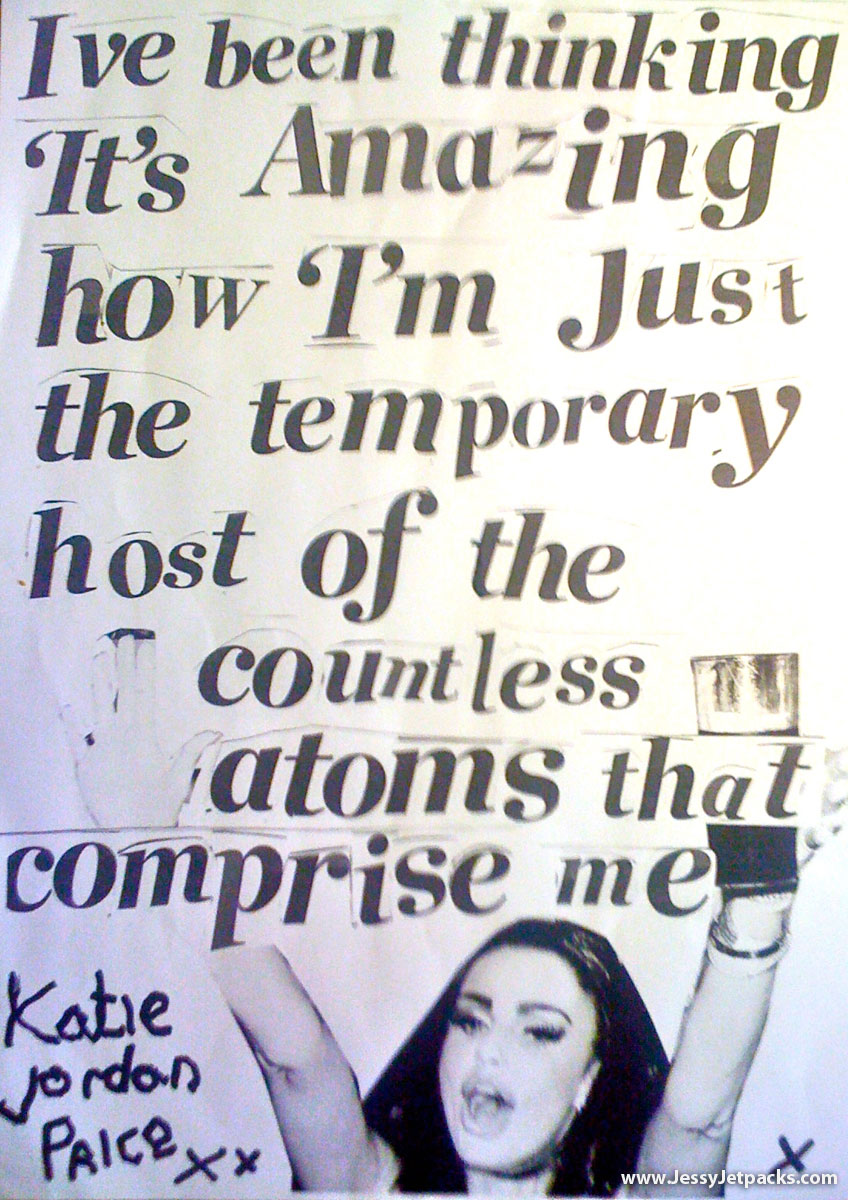 I've been thinking
It's Amazing
how I'm Just
the temporary
host of the
countless
atoms that
comprise me
Katie
Jordan
PRICE xx
x
www.JessyJetpacks.com